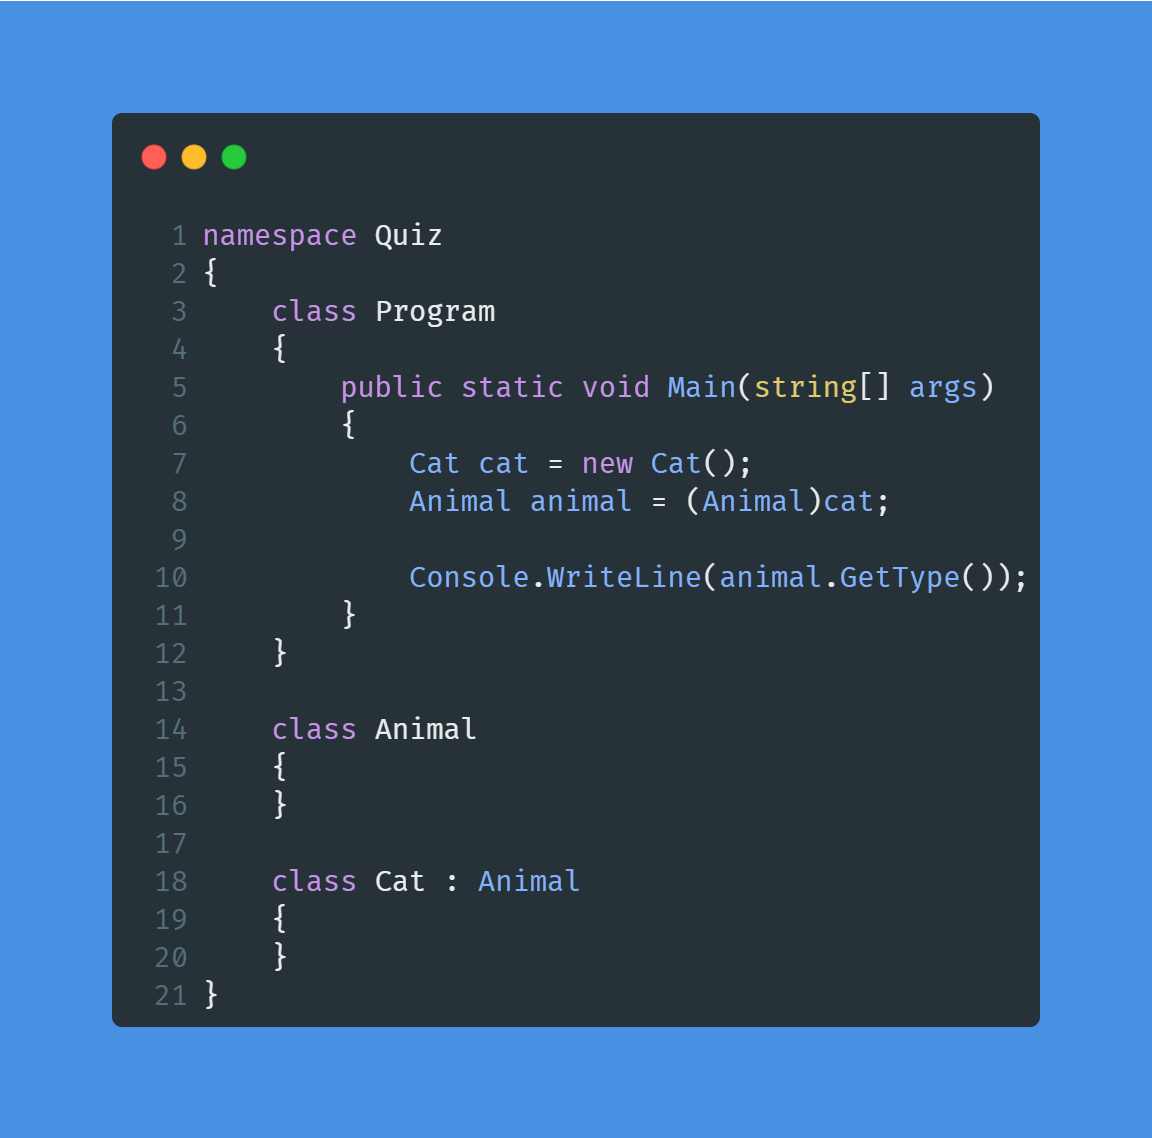 1 namespace Quiz
2 {
3     class Program
4     {
5         public static void Main(string[] args)
6         {
7             Cat cat = new Cat();
8             Animal animal = (Animal)cat;
9
10             Console.WriteLine(animal.GetType());
11         }
12     }
13
14     class Animal
15     {
16     }
17
18     class Cat : Animal
19     {
20     }
21 }